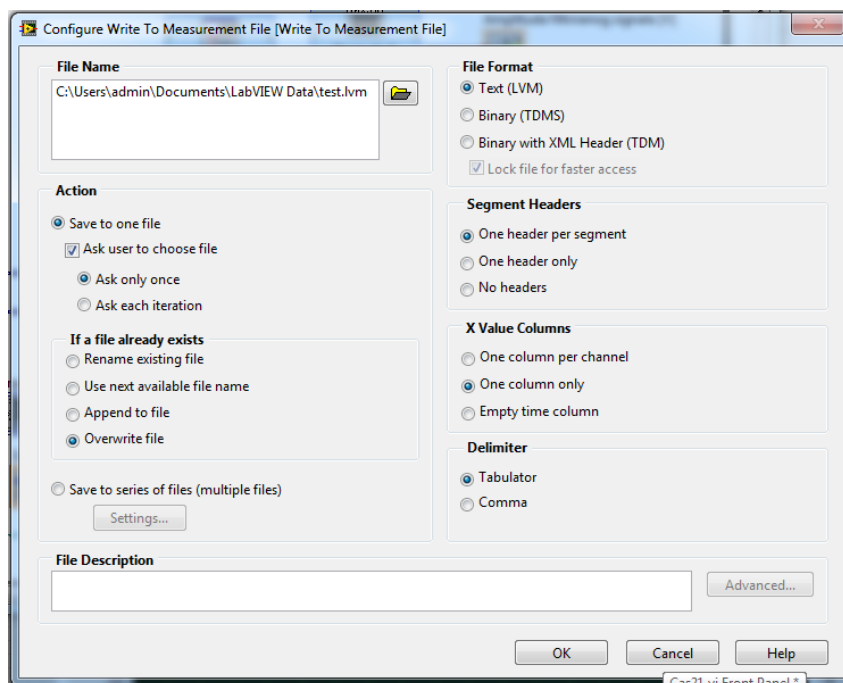 Configure Write To Measurement File [Write To Measurement File]
File Name
C:\Users\admin\Documents\LabVIEW Data\test.lvm
Action
Save to one file
Ask user to choose file
Ask only once
Ask each iteration
If a file already exists
Rename existing file
Use next available file name
Append to file
Overwrite file
Save to series of files (multiple files)
Settings...
File Format
Text (LVM)
Binary (TDMS)
Binary with XML Header (TDM)
Lock file for faster access
Segment Headers
One header per segment
One header only
No headers
X Value Columns
One column per channel
One column only
Empty time column
Delimiter
Tabulator
Comma
File Description
Advanced...
OK
Cancel
Help
Front Panel *